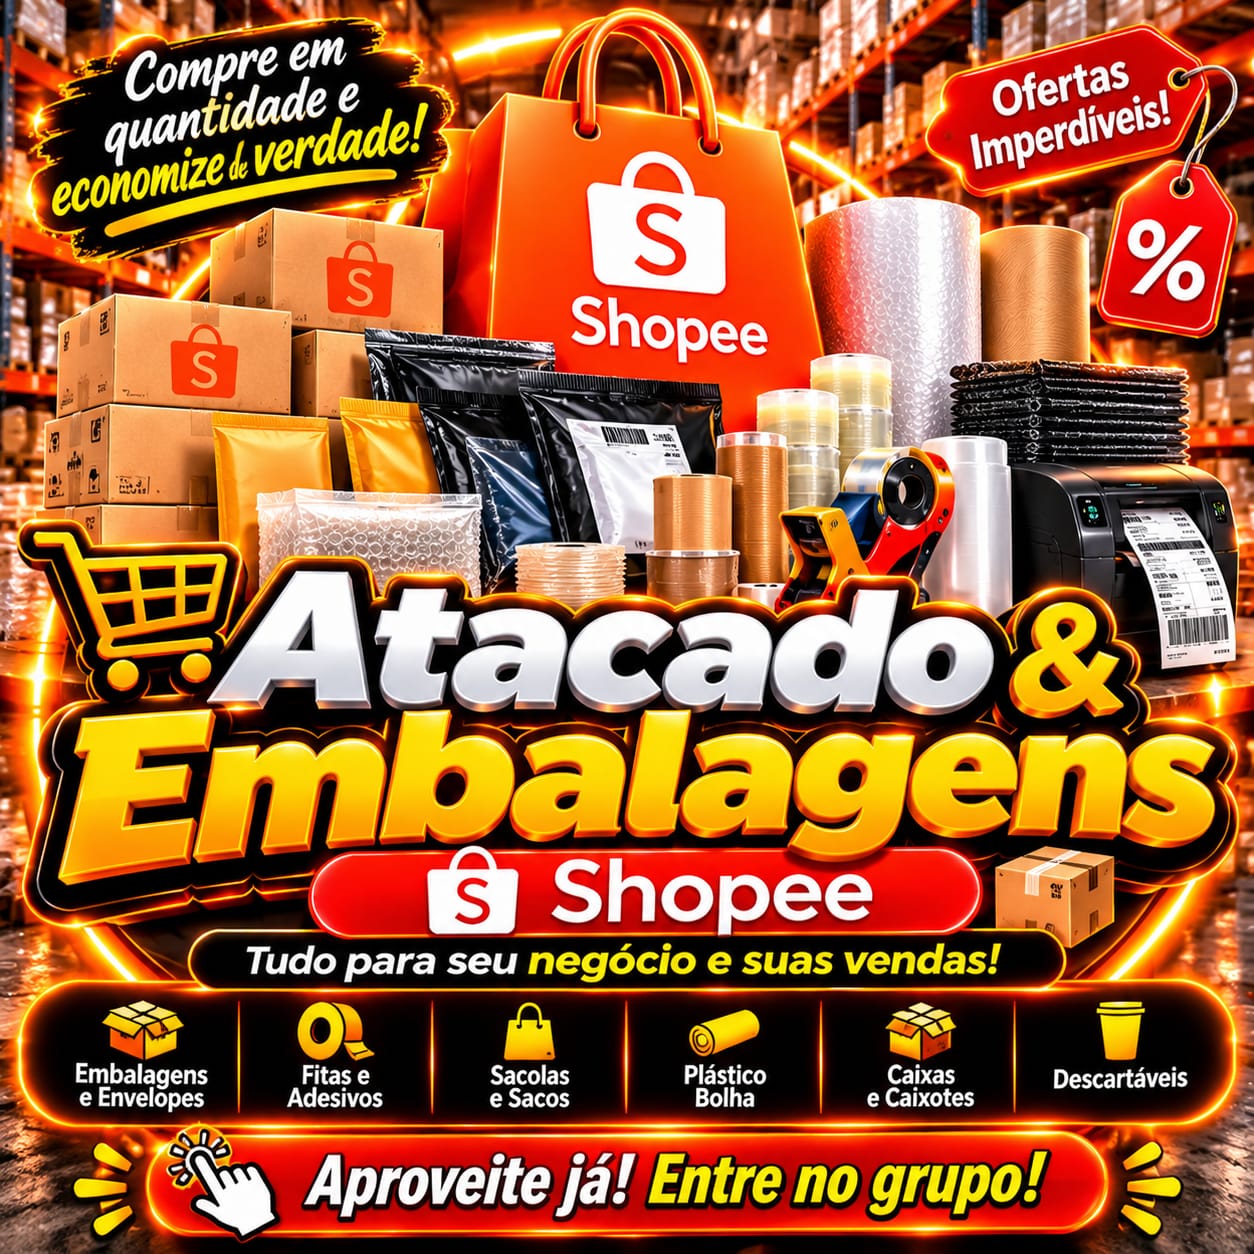 Compre em
quantidade e
economize de verdade!
Ofertas
Imperdíveis!
%
S
Shopee
S
S
Atacado &
Embalagens
S Shopee
Tudo para seu negócio e suas vendas!
Embalagens
e Envelopes
Fitas e
Adesivos
Sacolas
e Sacos
Plástico
Bolha
Caixas
e Caixotes
Descartáveis
Aproveite já! Entre no grupo!